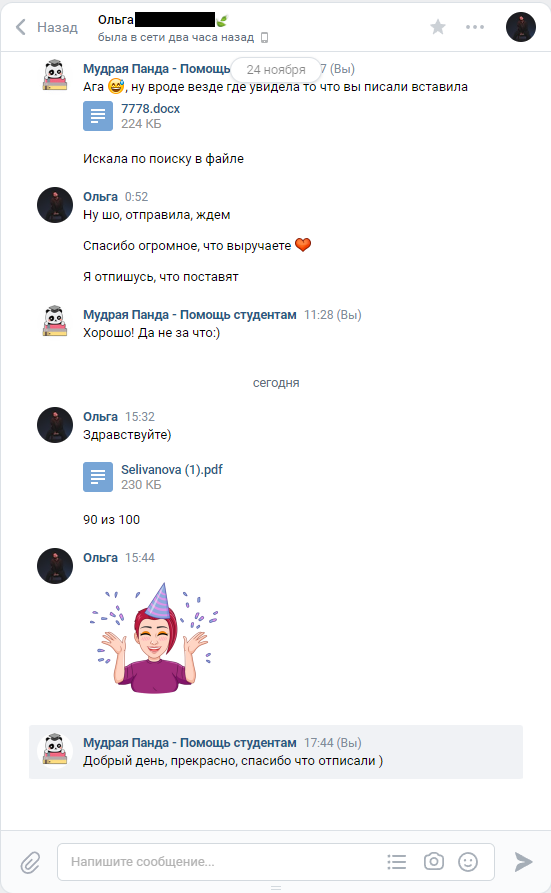 Назад
Ольга
была в сети два часа назад
24 ноября
Мудрая Панда - Помощь 7 (Вы)
Ага 😅, ну вроде везде где увидела то что вы писали вставила
7778.docx
224 КБ
Искала по поиску в файле
Ольга 0:52
Ну шо, отправила, ждем
Спасибо огромное, что выручаете
Я отпишусь, что поставят
Мудрая Панда - Помощь студентам 11:28 (Вы)
Хорошо! Да не за что:)
сегодня
Ольга 15:32
Здравствуйте)
Selivanova (1).pdf
230 КБ
90 из 100
Ольга 15:44
Мудрая Панда - Помощь студентам 17:44 (Вы)
Добрый день, прекрасно, спасибо что отписали )
Напишите сообщение...